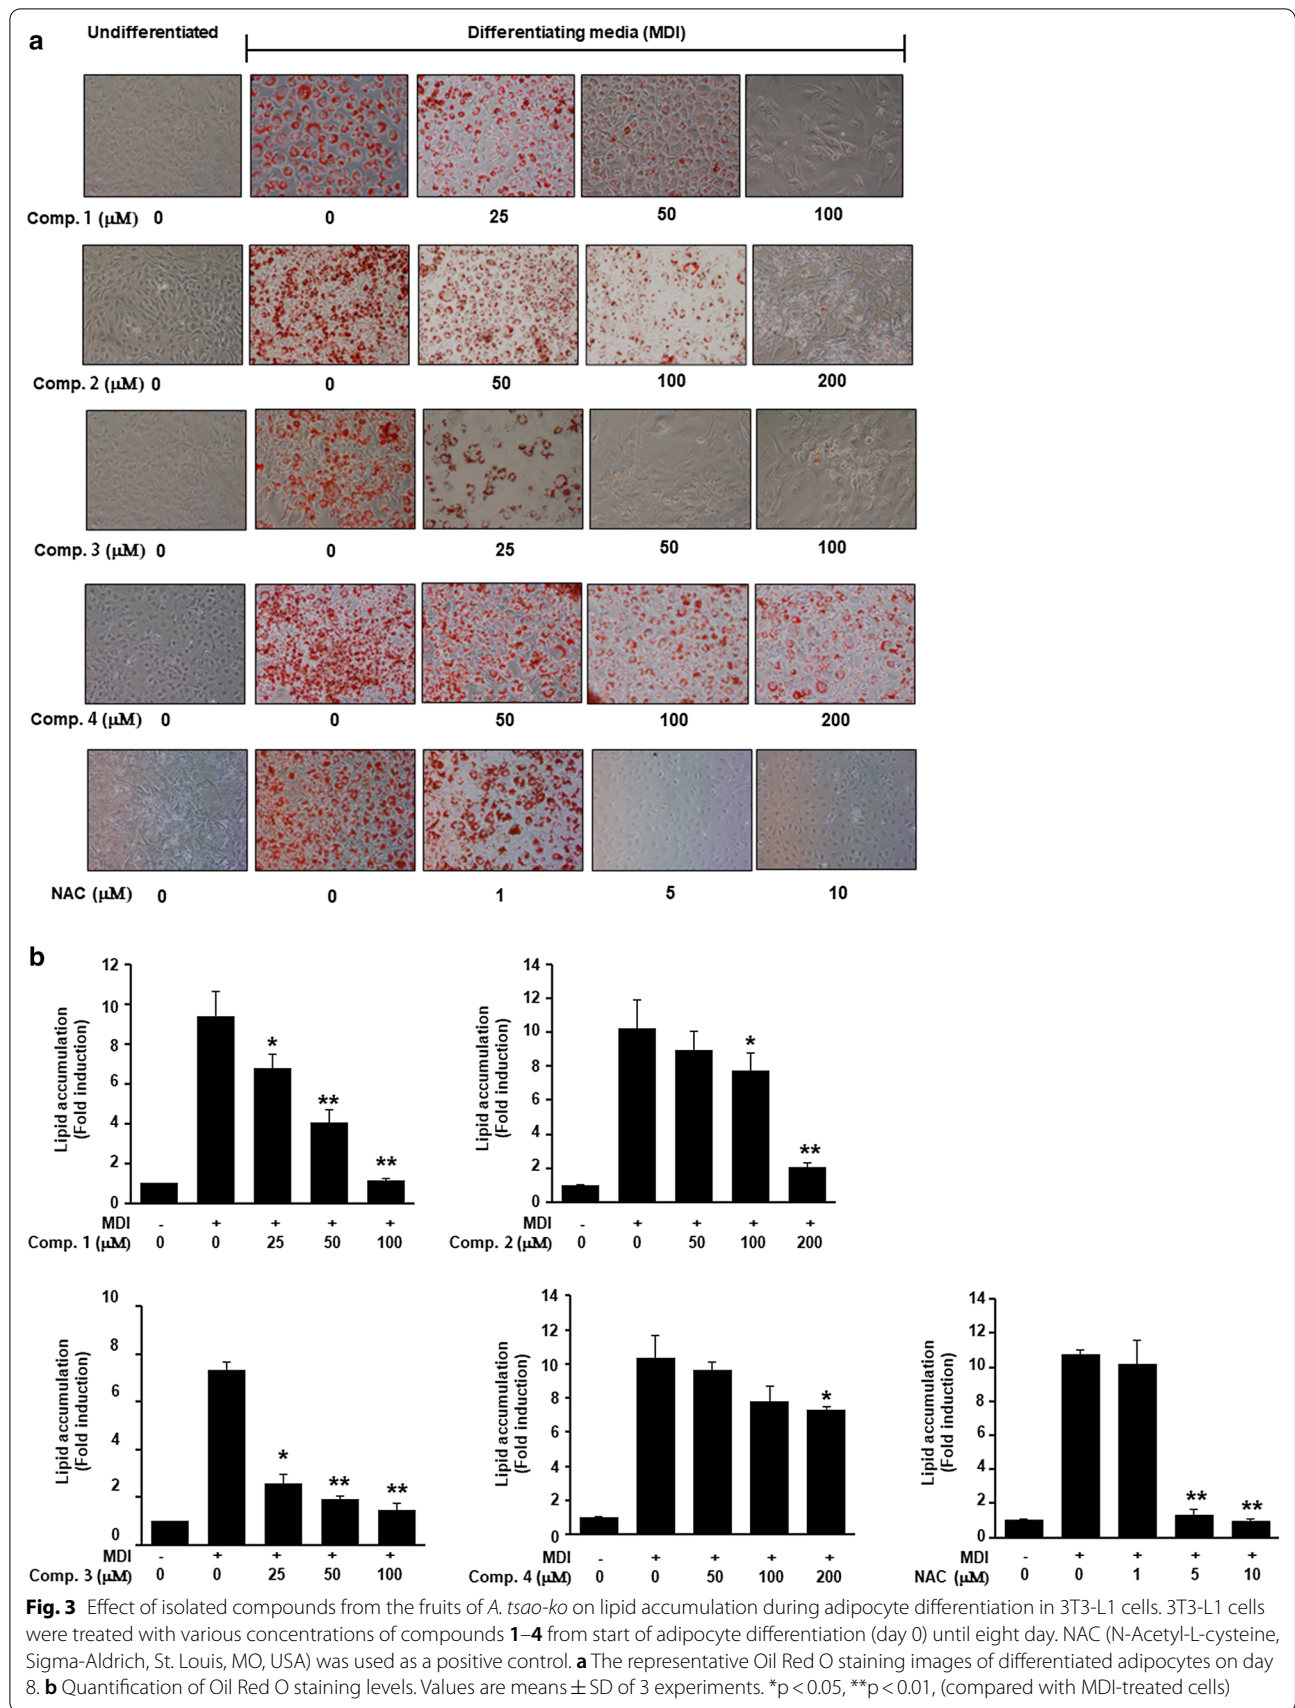 a
Undifferentiated
Differentiating media (MDI)
Comp. 1 (μM) 0 0 25 50 100
Comp. 2 (μM) 0 0 50 100 200
Comp. 3 (μM) 0 0 25 50 100
Comp. 4 (μM) 0 0 50 100 200
NAC (μM) 0 0 1 5 10
b
Lipid accumulation
(Fold induction)
12
10
8
6
4
2
0
* ** **
MDI - + + + +
Comp. 1 (μM) 0 0 25 50 100
Lipid accumulation
(Fold induction)
14
12
10
8
6
4
2
0
* **
MDI - + + + +
Comp. 2 (μM) 0 0 50 100 200
Lipid accumulation
(Fold induction)
10
8
6
4
2
0
* ** **
MDI - + + + +
Comp. 3 (μM) 0 0 25 50 100
Lipid accumulation
(Fold induction)
14
12
10
8
6
4
2
0
*
MDI - + + + +
Comp. 4 (μM) 0 0 50 100 200
Lipid accumulation
(Fold induction)
14
12
10
8
6
4
2
0
** **
MDI - + + + +
NAC (μM) 0 0 1 5 10
Fig. 3 Effect of isolated compounds from the fruits of A. tsao-ko on lipid accumulation during adipocyte differentiation in 3T3-L1 cells. 3T3-L1 cells
were treated with various concentrations of compounds 1–4 from start of adipocyte differentiation (day 0) until eight day. NAC (N-Acetyl-L-cysteine,
Sigma-Aldrich, St. Louis, MO, USA) was used as a positive control. a The representative Oil Red O staining images of differentiated adipocytes on day
8. b Quantification of Oil Red O staining levels. Values are means ± SD of 3 experiments. *p < 0.05, **p < 0.01, (compared with MDI-treated cells)